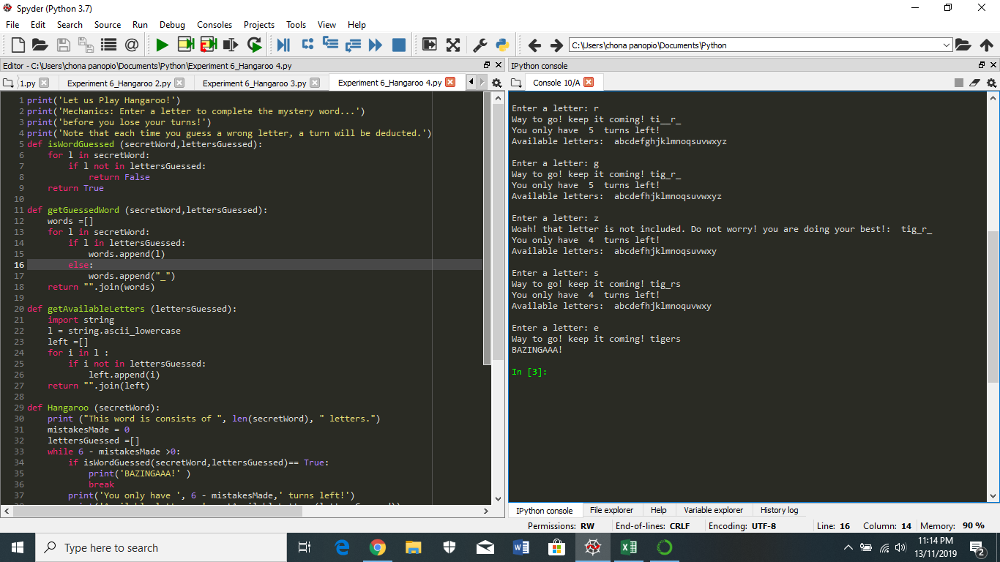 Spyder (Python 3.7)
File Edit Search Source Run Debug Consoles Projects Tools View Help
C:\Users\chona panopio\Documents\Python
Editor - C:\Users\chona panopio\Documents\Python\Experiment 6_Hangaroo 4.py
1.py Experiment 6_Hangaroo 2.py Experiment 6_Hangaroo 3.py Experiment 6_Hangaroo 4.py
1 print('Let us Play Hangaroo!')
2 print('Mechanics: Enter a letter to complete the mystery word...')
3 print('before you lose your turns!')
4 print('Note that each time you guess a wrong letter, a turn will be deducted.')
5 def isWordGuessed (secretWord,lettersGuessed):
6     for l in secretWord:
7         if l not in lettersGuessed:
8             return False
9     return True
10
11 def getGuessedWord (secretWord,lettersGuessed):
12     words =[]
13     for l in secretWord:
14         if l in lettersGuessed:
15             words.append(l)
16         else:
17             words.append("_")
18     return "".join(words)
19
20 def getAvailableLetters (lettersGuessed):
21     import string
22     l = string.ascii_lowercase
23     left =[]
24     for i in l :
25         if i not in lettersGuessed:
26             left.append(i)
27     return "".join(left)
28
29 def Hangaroo (secretWord):
30     print ("This word is consists of ", len(secretWord), " letters.")
31     mistakesMade = 0
32     lettersGuessed =[]
33     while 6 - mistakesMade >0:
34         if isWordGuessed(secretWord,lettersGuessed)== True:
35             print('BAZINGAAA!' )
36             break
37         print('You only have ', 6 - mistakesMade,' turns left!')
IPython console
Console 10/A
Enter a letter: r
Way to go! keep it coming! ti__r_
You only have  5  turns left!
Available letters:  abcdefghjklmnoqsuvwxyz
Enter a letter: g
Way to go! keep it coming! tig_r_
You only have  5  turns left!
Available letters:  abcdefhjklmnoqsuvwxyz
Enter a letter: z
Woah! that letter is not included. Do not worry! you are doing your best!:  tig_r_
You only have  4  turns left!
Available letters:  abcdefhjklmnoqsuvwxy
Enter a letter: s
Way to go! keep it coming! tig_rs
You only have  4  turns left!
Available letters:  abcdefhjklmnoquvwxy
Enter a letter: e
Way to go! keep it coming! tigers
BAZINGAAA!
In [3]:
IPython console File explorer Help Variable explorer History log
Permissions: RW End-of-lines: CRLF Encoding: UTF-8 Line: 16 Column: 14 Memory: 90 %
Type here to search
11:14 PM
13/11/2019
2